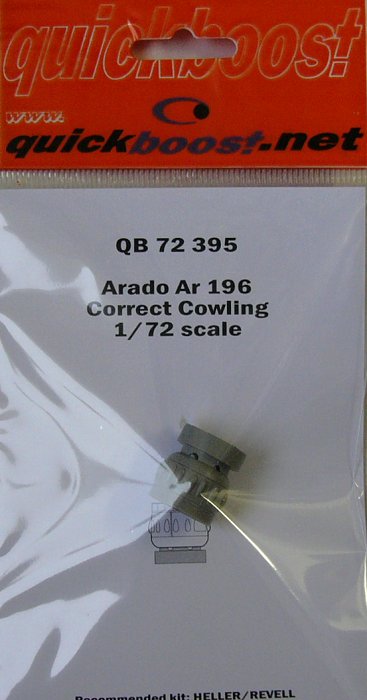 quickboost
www.
quickboost.net
QB 72 395
Arado Ar 196
Correct Cowling
1/72 scale
Recommended kit: HELLER/REVELL